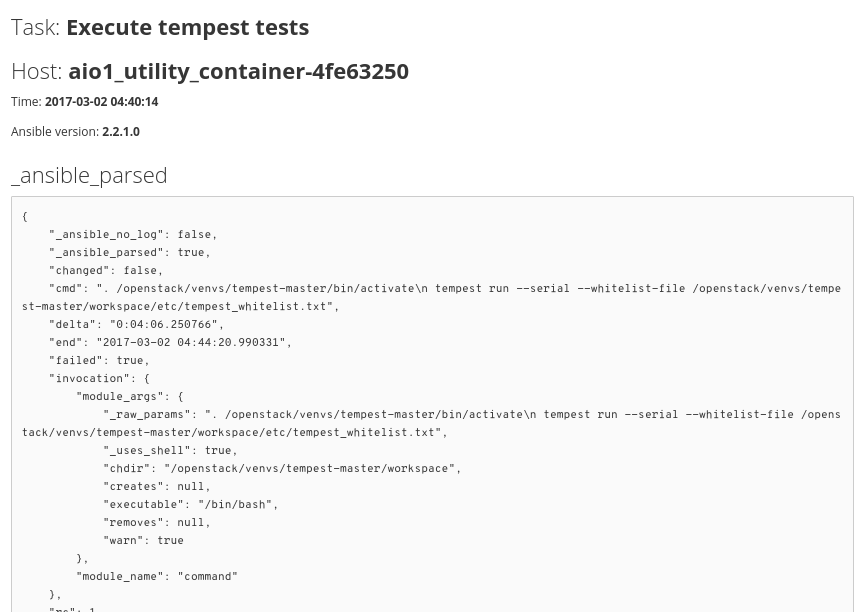 Task: Execute tempest tests
Host: aio1_utility_container-4fe63250
Time: 2017-03-02 04:40:14
Ansible version: 2.2.1.0
_ansible_parsed
{
    "_ansible_no_log": false,
    "_ansible_parsed": true,
    "changed": false,
    "cmd": ". /openstack/venvs/tempest-master/bin/activate\n tempest run --serial --whitelist-file /openstack/venvs/tempe
st-master/workspace/etc/tempest_whitelist.txt",
    "delta": "0:04:06.250766",
    "end": "2017-03-02 04:44:20.990331",
    "failed": true,
    "invocation": {
        "module_args": {
            "_raw_params": ". /openstack/venvs/tempest-master/bin/activate\n tempest run --serial --whitelist-file /opens
tack/venvs/tempest-master/workspace/etc/tempest_whitelist.txt",
            "_uses_shell": true,
            "chdir": "/openstack/venvs/tempest-master/workspace",
            "creates": null,
            "executable": "/bin/bash",
            "removes": null,
            "warn": true
        },
        "module_name": "command"
    },
    "rc": 1,